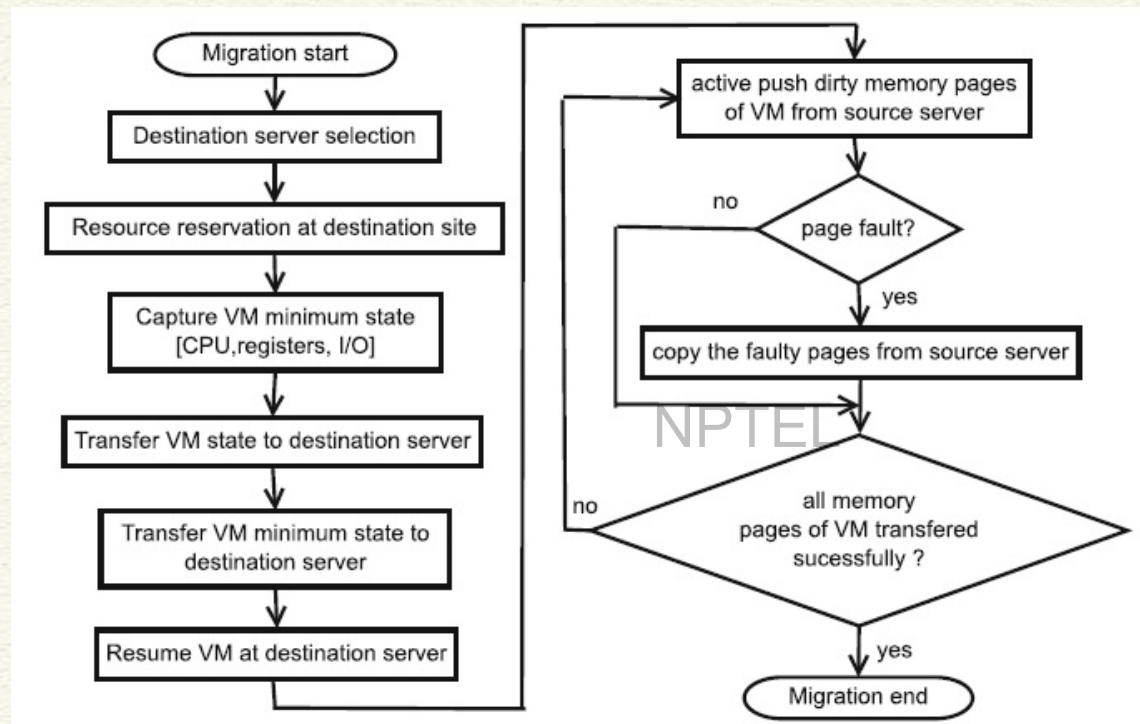 Migration start
Destination server selection
Resource reservation at destination site
Capture VM minimum state
[CPU,registers, I/O]
Transfer VM state to destination server
Transfer VM minimum state to
destination server
Resume VM at destination server
active push dirty memory pages
of VM from source server
no
page fault?
yes
copy the faulty pages from source server
NPTEL
no
all memory
pages of VM transfered
sucessfully ?
yes
Migration end